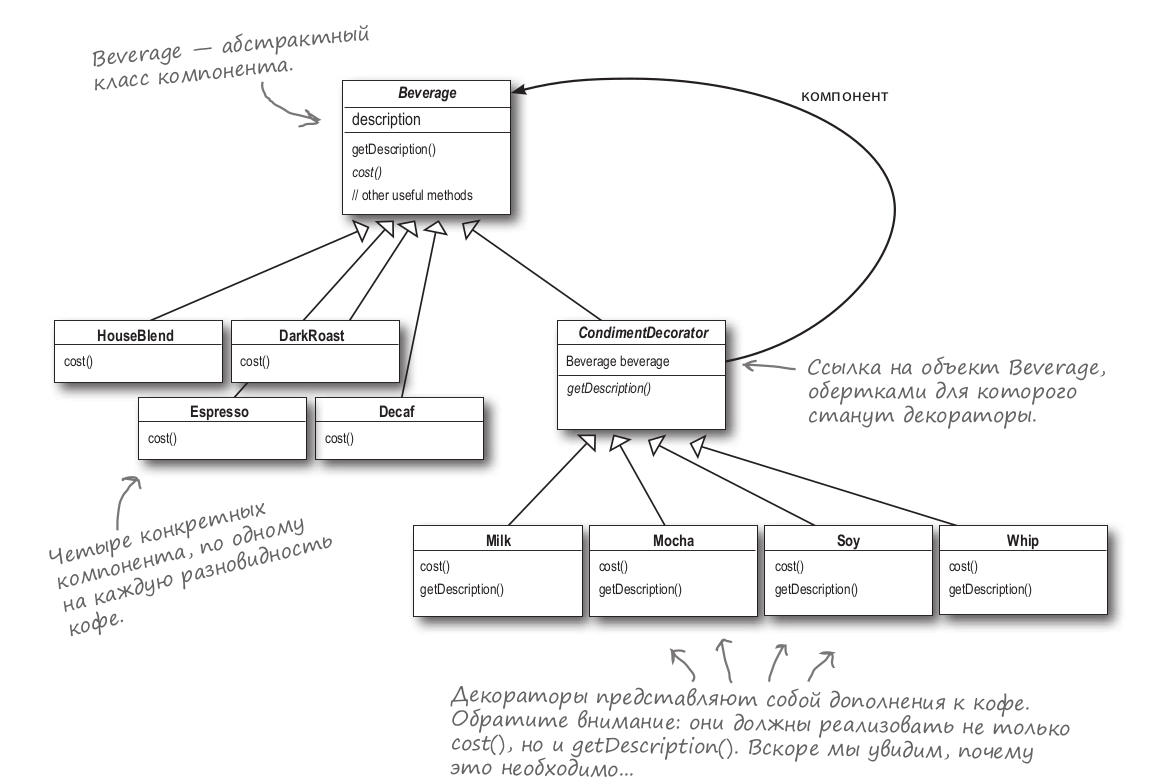 Beverage — абстрактный
класс компонента.
Beverage
description
getDescription()
cost()
// other useful methods
компонент
HouseBlend
cost()
DarkRoast
cost()
Espresso
cost()
Decaf
cost()
CondimentDecorator
Beverage beverage
getDescription()
Ссылка на объект Beverage,
обертками для которого
станут декораторы.
Четыре конкретных
компонента, по одному
на каждую разновидность
кофе.
Milk
cost()
getDescription()
Mocha
cost()
getDescription()
Soy
cost()
getDescription()
Whip
cost()
getDescription()
Декораторы представляют собой дополнения к кофе.
Обратите внимание: они должны реализовать не только
cost(), но и getDescription(). Вскоре мы увидим, почему
это необходимо...